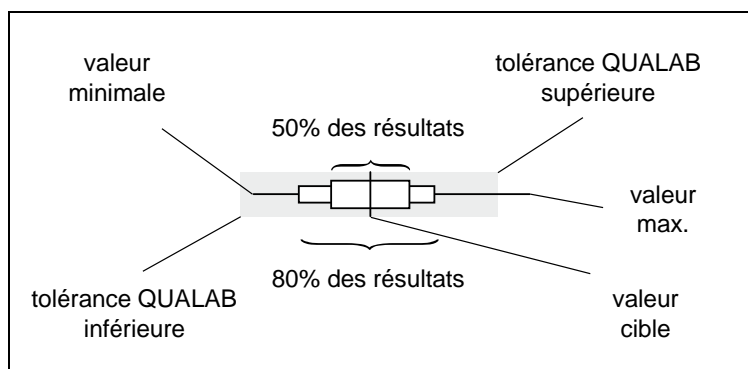 valeur
minimale
tolérance QUALAB
supérieure
50% des résultats
valeur
max.
80% des résultats
tolérance QUALAB
inférieure
valeur
cible